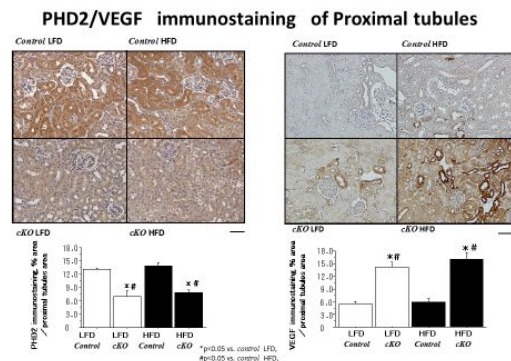 PHD2/VEGF immunostaining of Proximal tubules
Control LFD
Control HFD
cKO LFD
cKO HFD
PHD2 immunostaining, % area
/ proximal tubules area
18.0
15.0
12.0
9.0
6.0
3.0
0
*#
*#
LFD LFD HFD HFD
Control cKO Control cKO
*p<0.05 vs. control LFD,
#p<0.05 vs. control HFD,
Control LFD
Control HFD
cKO LFD
cKO HFD
VEGF immunostaining, % area
/ proximal tubules area
18.0
15.0
12.0
9.0
6.0
3.0
0
*#
*#
LFD LFD HFD HFD
Control cKO Control cKO